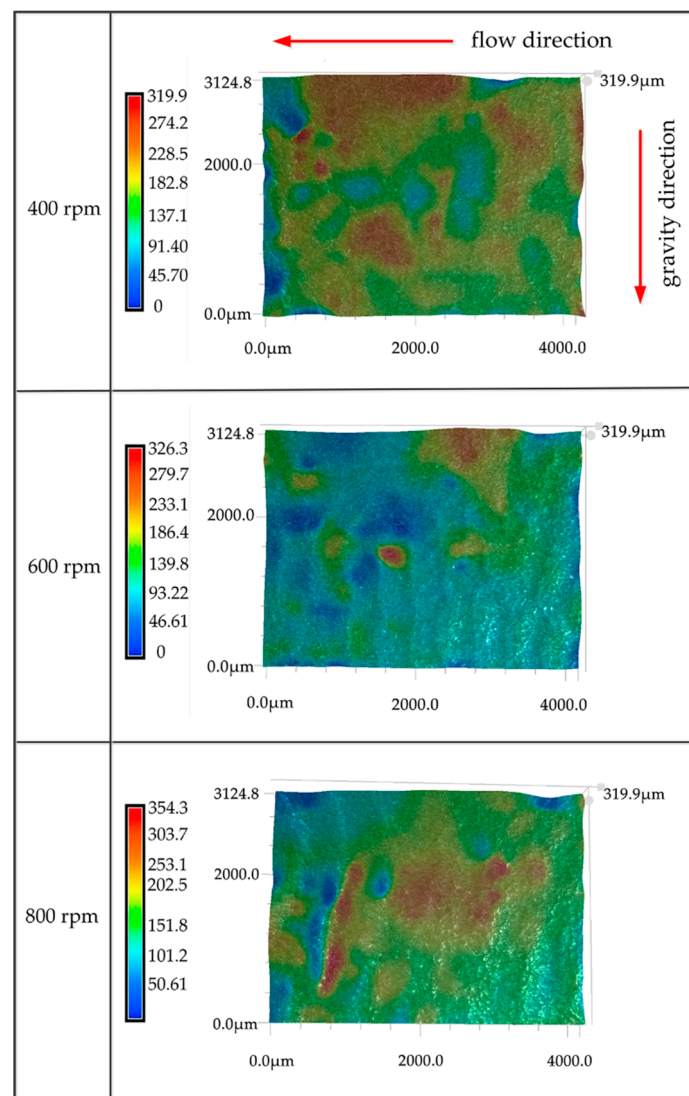 flow direction
400 rpm
319.9
274.2
228.5
182.8
137.1
91.40
45.70
0
3124.8
2000.0
0.0μm
0.0μm 2000.0 4000.0
319.9μm
gravity direction
600 rpm
326.3
279.7
233.1
186.4
139.8
93.22
46.61
0
3124.8
2000.0
0.0μm
0.0μm 2000.0 4000.0
319.9μm
800 rpm
354.3
303.7
253.1
202.5
151.8
101.2
50.61
3124.8
2000.0
0.0μm
0.0μm 2000.0 4000.0
319.9μm